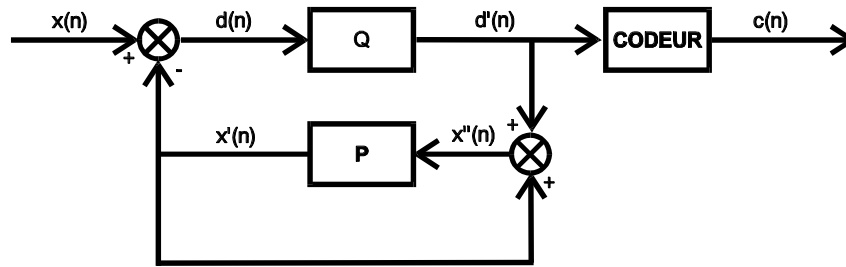 x(n)
d(n)
Q
d'(n)
CODEUR
c(n)
+
-
x'(n)
P
x''(n)
+
+